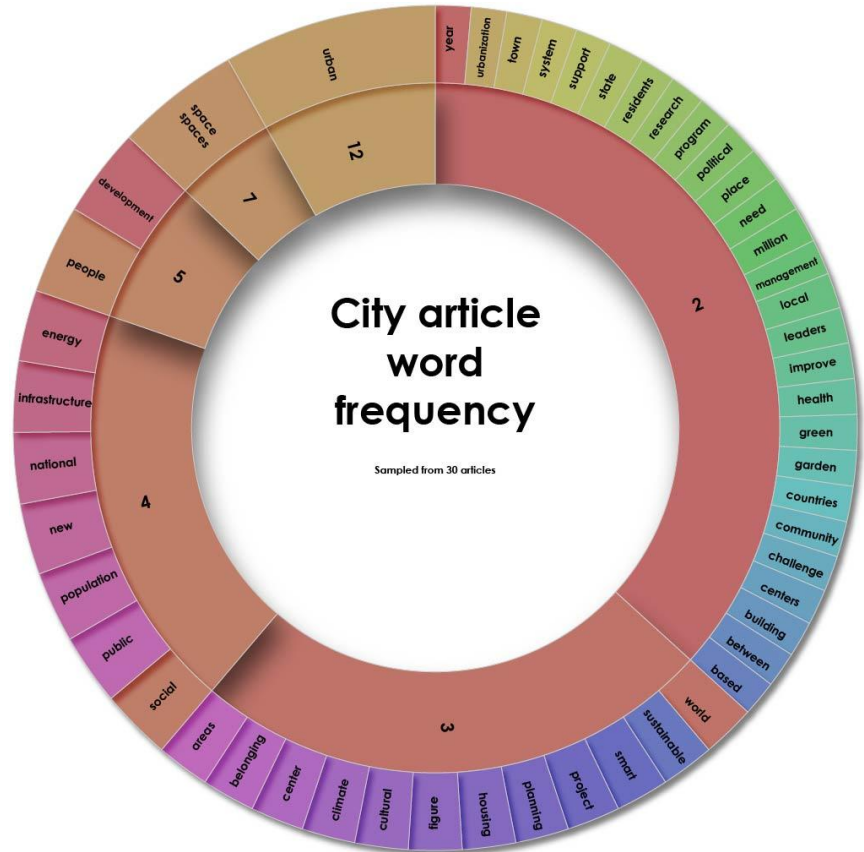 City article
word
frequency
Sampled from 30 articles
2
year
urbanization
town
system
support
state
residents
research
program
political
place
need
million
management
local
leaders
improve
health
green
garden
countries
community
challenge
centers
building
between
based
3
world
sustainable
smart
project
planning
housing
figure
cultural
climate
center
belonging
areas
4
social
public
population
new
national
infrastructure
energy
5
people
development
7
space
spaces
12
urban